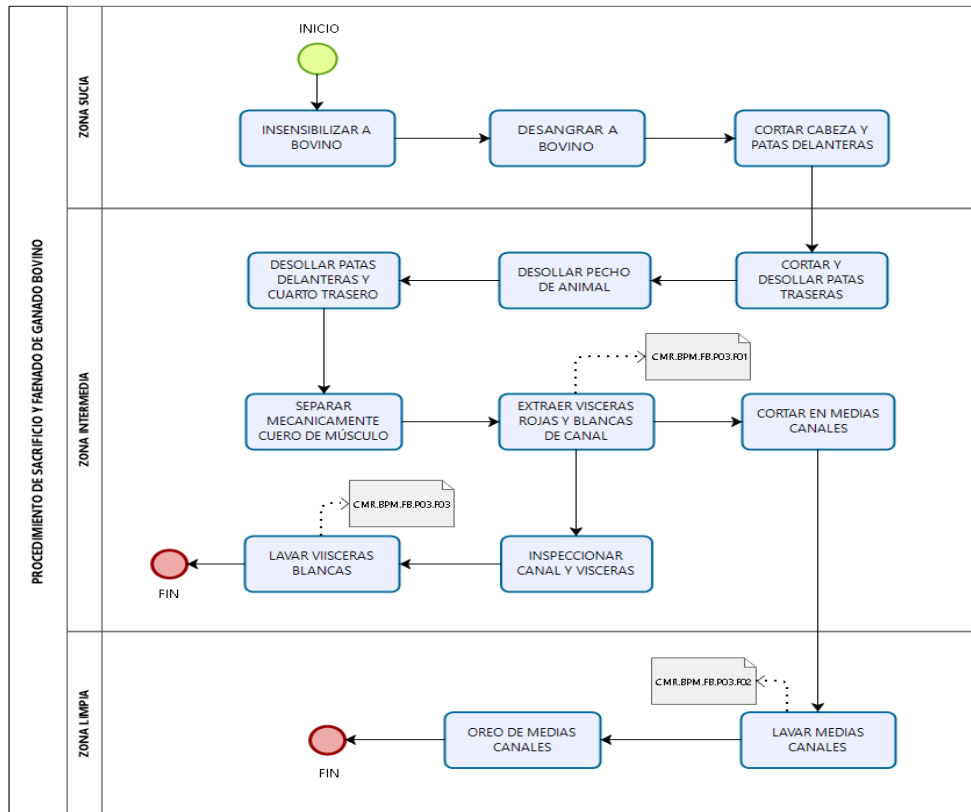 PROCEDIMIENTO DE SACRIFICIO Y FAENADO DE GANADO BOVINO
ZONA SUCIA
INICIO
INSENSIBILIZAR A
BOVINO
DESANGRAR A
BOVINO
CORTAR CABEZA Y
PATAS DELANTERAS
ZONA INTERMEDIA
DESOLLAR PATAS
DELANTERAS Y
CUARTO TRASERO
DESOLLAR PECHO
DE ANIMAL
CORTAR Y
DESOLLAR PATAS
TRASERAS
CMR.BPM.FB.PO3.FO1
SEPARAR
MECANICAMENTE
CUERO DE MÚSCULO
EXTRAER VISCERAS
ROJAS Y BLANCAS
DE CANAL
CORTAR EN MEDIAS
CANALES
CMR.BPM.FB.PO3.FO3
LAVAR VIISCERAS
BLANCAS
INSPECCIONAR
CANAL Y VISCERAS
FIN
ZONA LIMPIA
CMR.BPM.FB.PO3.FO2
OREO DE MEDIAS
CANALES
LAVAR MEDIAS
CANALES
FIN